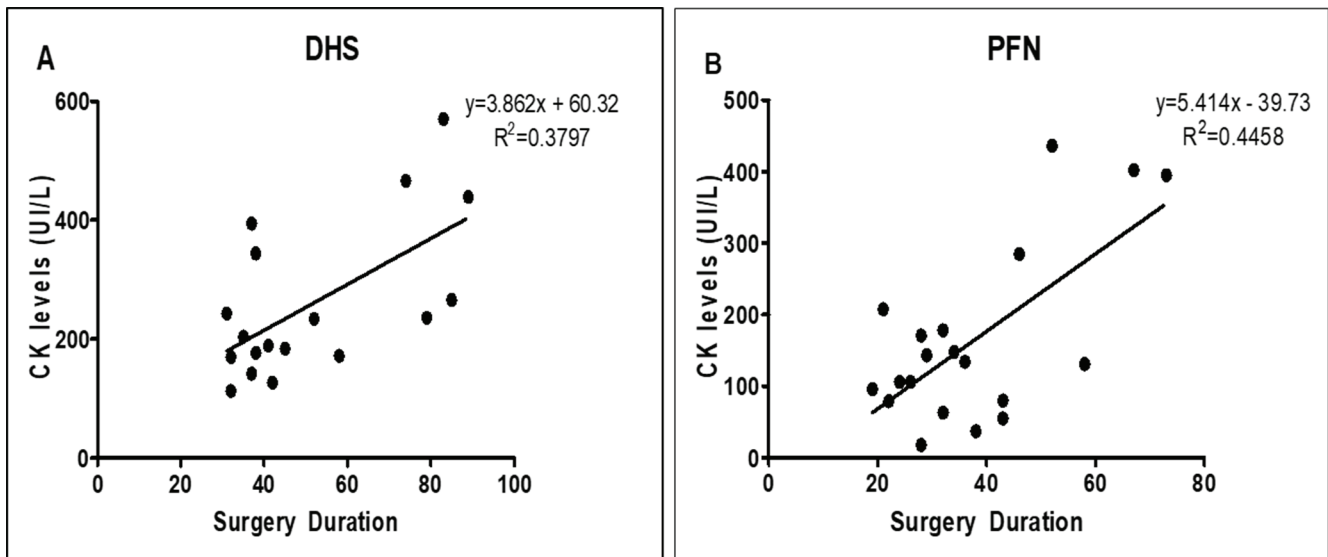 A
DHS
y=3.862x + 60.32
R²=0.3797
CK levels (UI/L)
600
400
200
0
0 20 40 60 80 100
Surgery Duration
B
PFN
y=5.414x - 39.73
R²=0.4458
CK levels (UI/L)
500
400
300
200
100
0
0 20 40 60 80
Surgery Duration